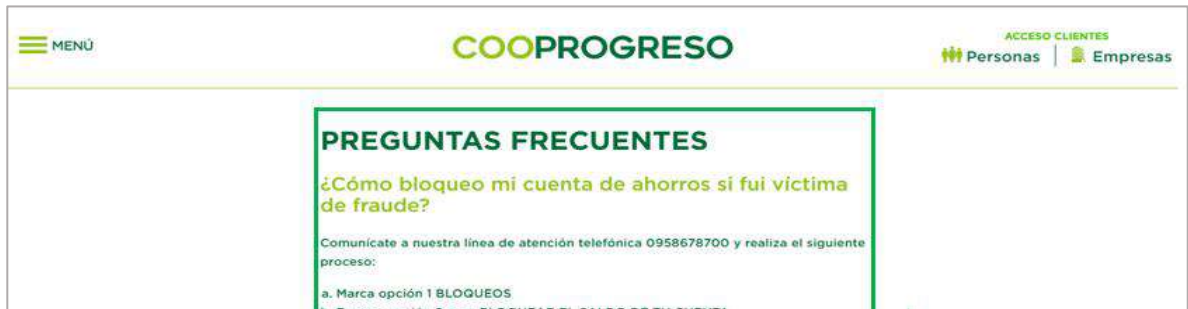 MENÚ
COOPROGRESO
ACCESO CLIENTES
Personas
Empresas
PREGUNTAS FRECUENTES
¿Cómo bloqueo mi cuenta de ahorros si fui víctima
de fraude?
Comunícate a nuestra línea de atención telefónica 0958678700 y realiza el siguiente
proceso:
a. Marca opción 1 BLOQUEOS